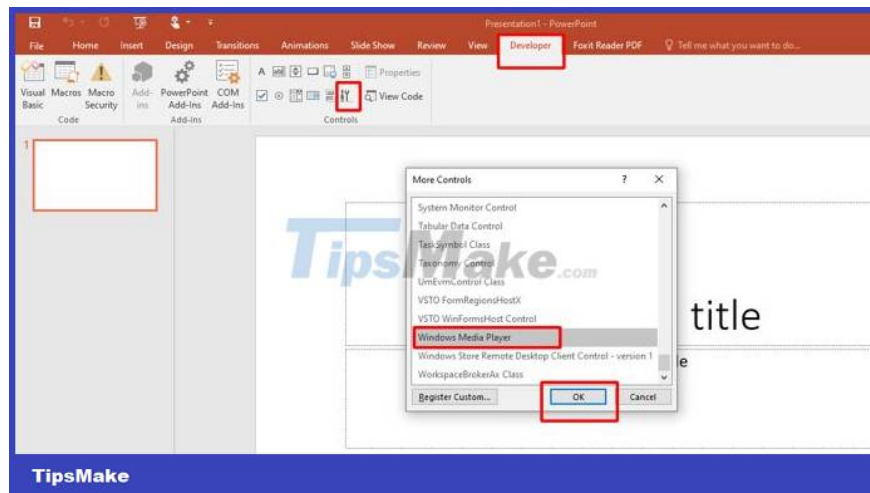 Presentation1 - PowerPoint
File Home Insert Design Transitions Animations Slide Show Review View Developer Foxit Reader PDF Tell me what you want to do...
Visual Basic Macros Macro Security Add-ins PowerPoint Add-Ins COM Add-Ins Properties View Code
Code Add-ins Controls
1
More Controls ? X
System Monitor Control
Tabular Data Control
TaskSymbol Class
Taxonomy Control
UmEvmControl Class
VSTO FormRegionsHostX
VSTO WinFormsHost Control
Windows Media Player
Windows Store Remote Desktop Client Control - version 1
WorkspaceBrokerAx Class
Register Custom... OK Cancel
title
TipsMake.com
TipsMake